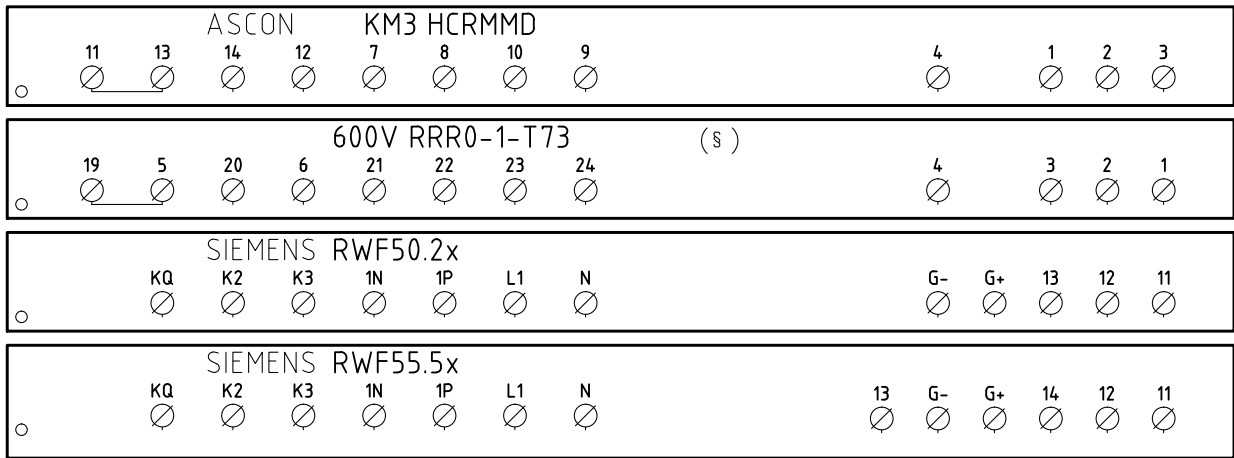 ASCON KM3 HCRMMD
11 13 14 12 7 8 10 9 4 1 2 3
600V RRR0-1-T73 (§)
19 5 20 6 21 22 23 24 4 3 2 1
SIEMENS RWF50.2x
KQ K2 K3 1N 1P L1 N G- G+ 13 12 11
SIEMENS RWF55.5x
KQ K2 K3 1N 1P L1 N 13 G- G+ 14 12 11